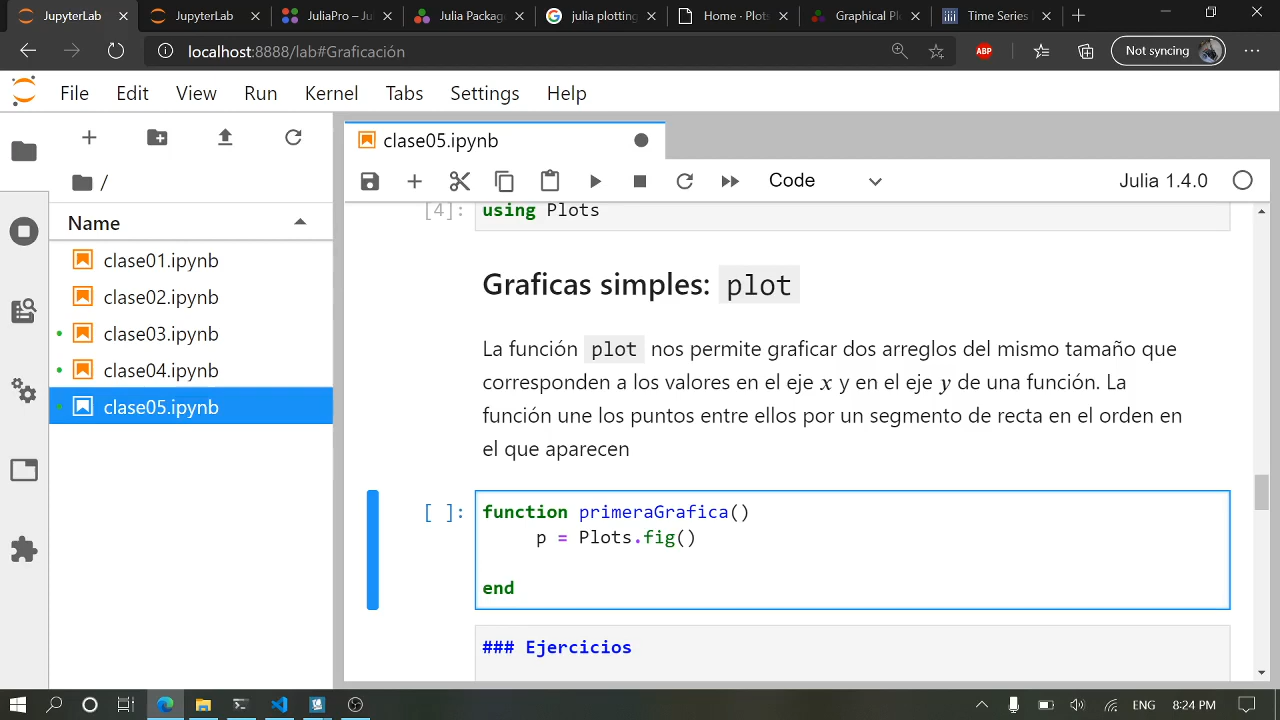 JupyterLab
JupyterLab
JuliaPro – Ju
Julia Packag
julia plotting
Home · Plots
Graphical Pl
Time Series
localhost:8888/lab#Graficación
ABP
Not syncing
File Edit View Run Kernel Tabs Settings Help
clase05.ipynb
/
Code
Julia 1.4.0
Name
clase01.ipynb
clase02.ipynb
clase03.ipynb
clase04.ipynb
clase05.ipynb
[4]: using Plots
Graficas simples: plot
La función plot nos permite graficar dos arreglos del mismo tamaño que
corresponden a los valores en el eje x y en el eje y de una función. La
función une los puntos entre ellos por un segmento de recta en el orden en
el que aparecen
[ ]: function primeraGrafica()
p = Plots.fig()
end
### Ejercicios
ENG 8:24 PM